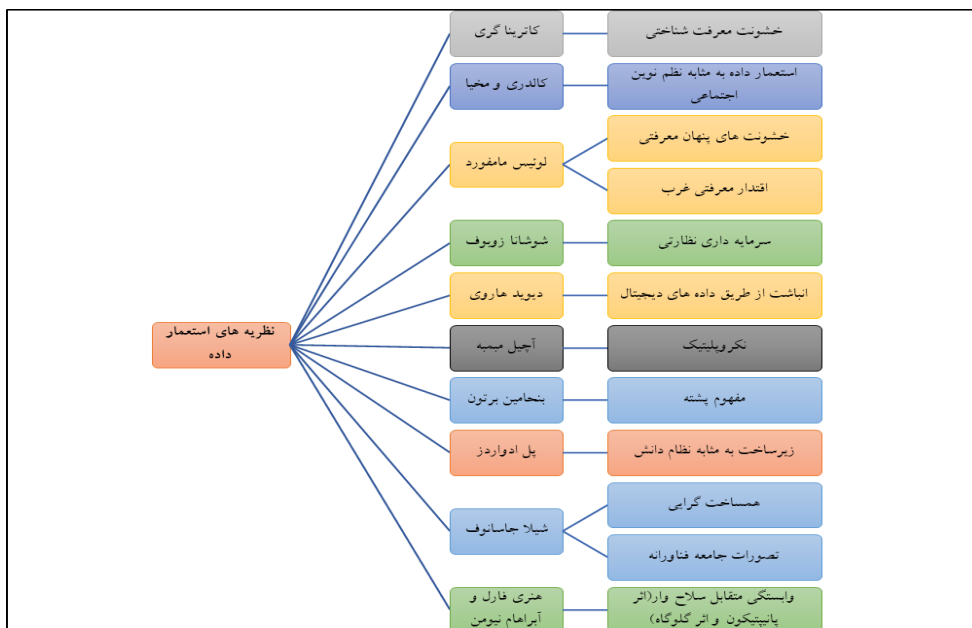 نظریه های استعمار
داده
کاترینا گری
خشونت معرفت شناختی
کالدری و مخیا
استعمار داده به مثابه نظم نوین
اجتماعی
لوئیس مامفورد
خشونت های پنهان معرفتی
اقتدار معرفتی غرب
شوشانا زوبوف
سرمایه داری نظارتی
دیوید هاروی
انباشت از طریق داده های دیجیتال
آچیل مبمبه
نکروپلیتیک
بنجامین برتون
مفهوم پشته
پل ادواردز
زیرساخت به مثابه نظام دانش
شیلا جاسانوف
همساخت گرایی
تصورات جامعه فناورانه
هنری فارل و
آبراهام نیومن
وابستگی متقابل سلاح وار(اثر
پانپتیکون و اثر گلوگاه)